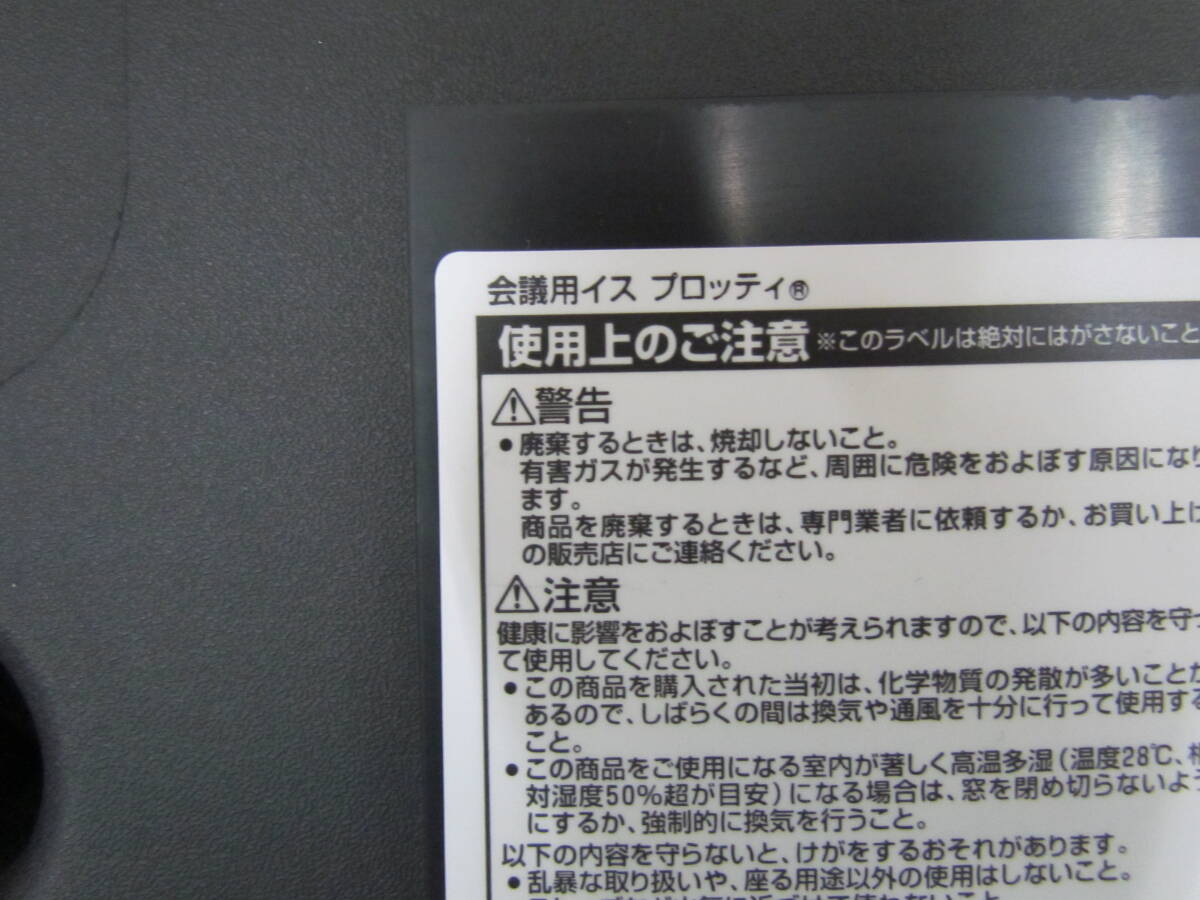 会議用イス プロッティ®
使用上のご注意 ※このラベルは絶対にはがさないこと
⚠警告
●廃棄するときは、焼却しないこと。
有害ガスが発生するなど、周囲に危険をおよぼす原因になり
ます。
商品を廃棄するときは、専門業者に依頼するか、お買い上げ
の販売店にご連絡ください。
⚠注意
健康に影響をおよぼすことが考えられますので、以下の内容を守っ
て使用してください。
●この商品を購入された当初は、化学物質の発散が多いことが
あるので、しばらくの間は換気や通風を十分に行って使用する
こと。
●この商品をご使用になる室内が著しく高温多湿(温度28℃、相
対湿度50%超が目安)になる場合は、窓を閉め切らないよう
にするか、強制的に換気を行うこと。
以下の内容を守らないと、けがをするおそれがあります。
●乱暴な取り扱いや、座る用途以外の使用はしないこと。